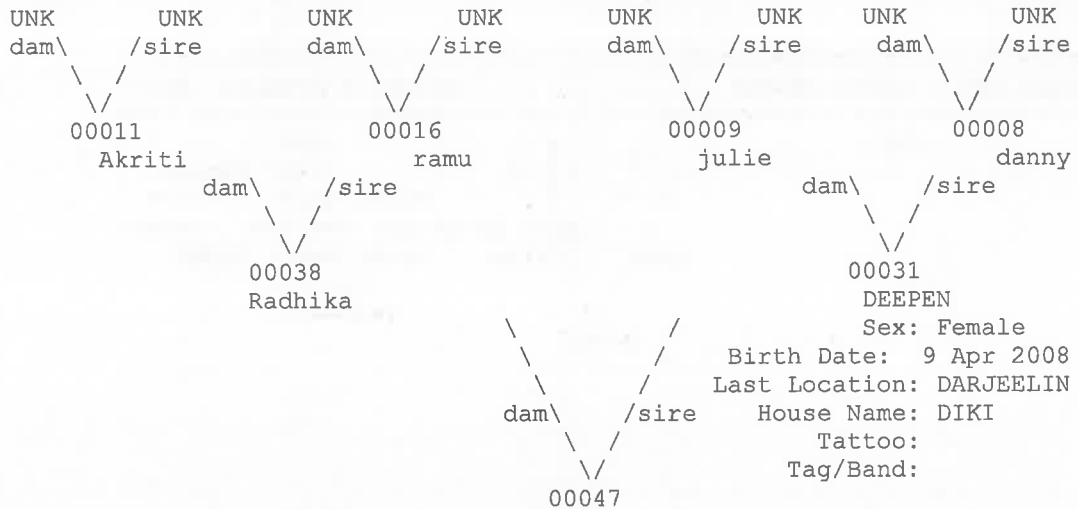 UNK UNK UNK UNK UNK UNK UNK UNK
dam\ /sire dam\ /sire dam\ /sire dam\ /sire
\ / \ / \ / \ /
\ / \ / \ / \ /
\/ \/ \/ \/
00011 00016 00009 00008
Akriti ramu julie danny
dam\ /sire dam\ /sire
\ / \ /
\ / \ /
\/ \/
00038 00031
Radhika DEEPEN
\ / Sex: Female
\ / Birth Date: 9 Apr 2008
\ / Last Location: DARJEELIN
dam\ /sire House Name: DIKI
\ / Tattoo:
\/ Tag/Band:
00047